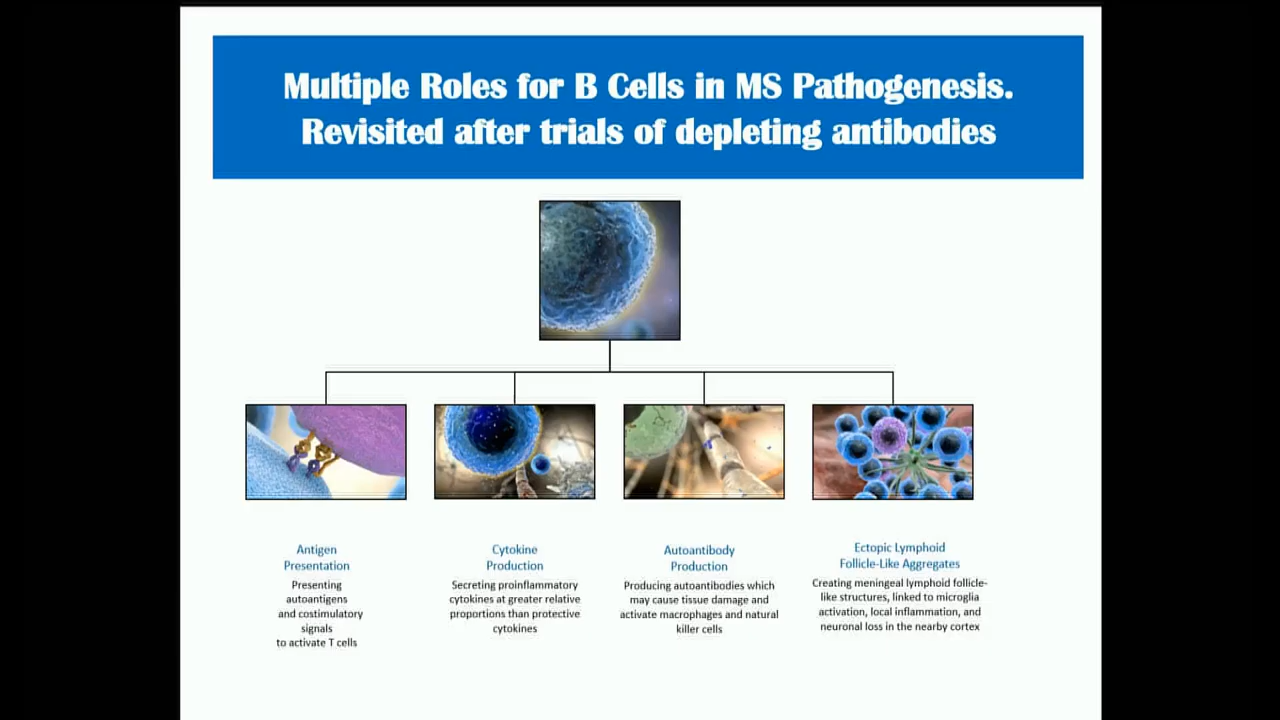 Multiple Roles for B Cells in MS Pathogenesis.
Revisited after trials of depleting antibodies
Antigen
Presentation
Presenting
autoantigens
and costimulatory
signals
to activate T cells
Cytokine
Production
Secreting proinflammatory
cytokines at greater relative
proportions than protective
cytokines
Autoantibody
Production
Producing autoantibodies which
may cause tissue damage and
activate macrophages and natural
killer cells
Ectopic Lymphoid
Follicle-Like Aggregates
Creating meningeal lymphoid follicle-
like structures, linked to microglia
activation, local inflammation, and
neuronal loss in the nearby cortex